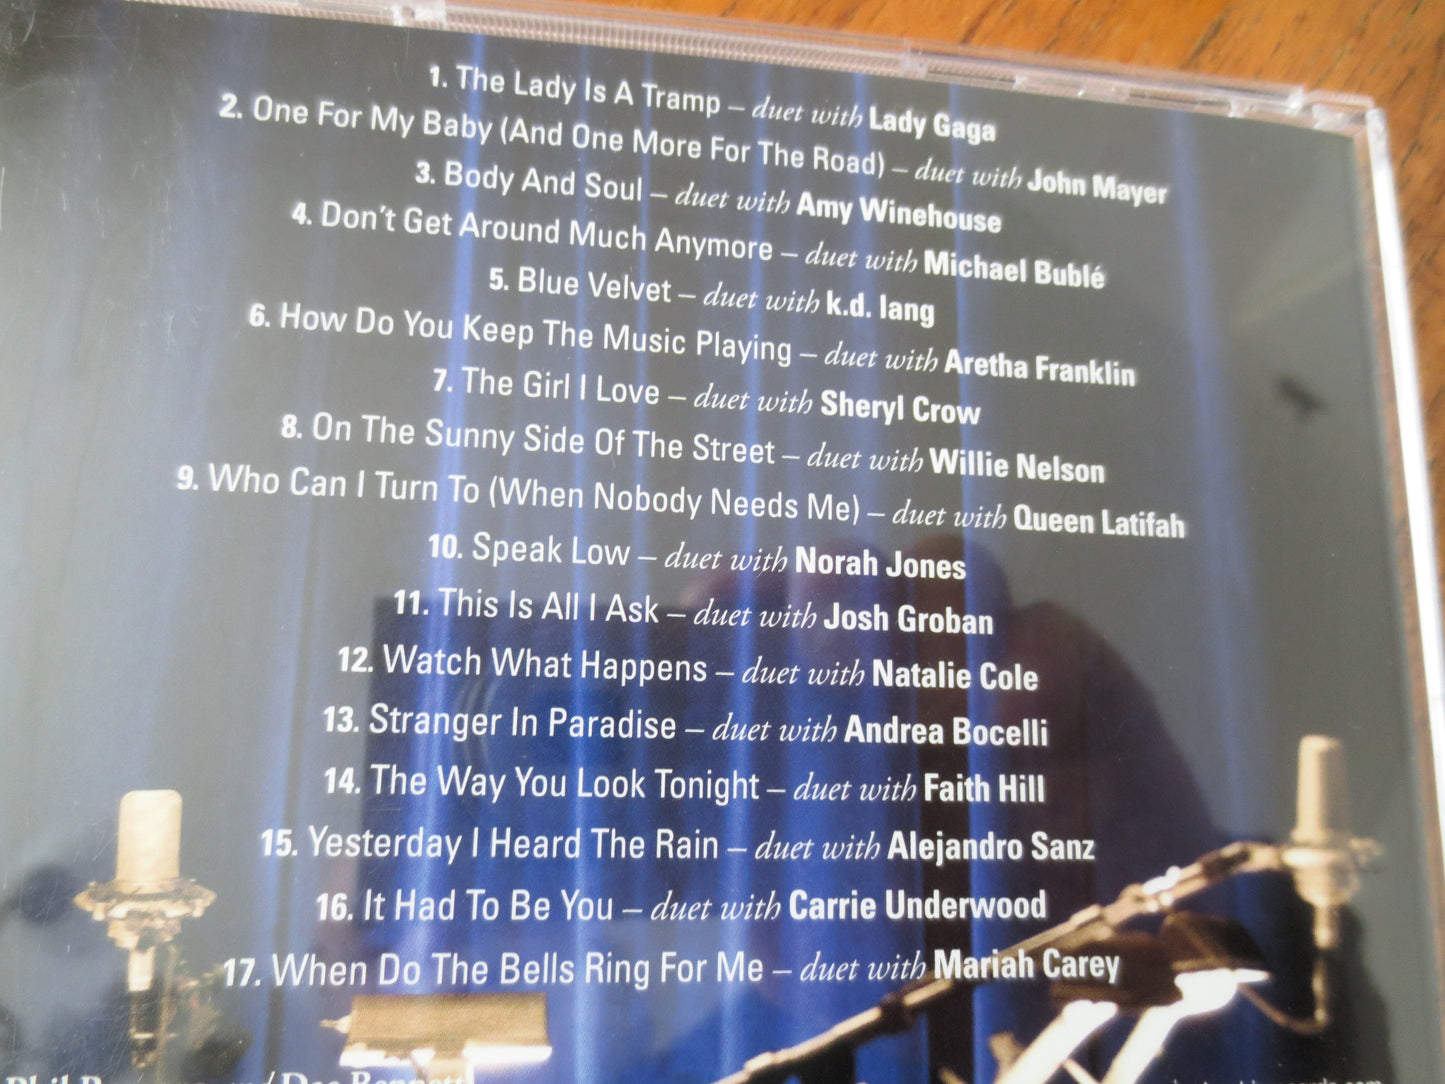 1. The Lady Is A Tramp – duet with Lady Gaga
2. One For My Baby (And One More For The Road) – duet with John Mayer
3. Body And Soul – duet with Amy Winehouse
4. Don't Get Around Much Anymore – duet with Michael Bublé
5. Blue Velvet – duet with k.d. lang
6. How Do You Keep The Music Playing – duet with Aretha Franklin
7. The Girl I Love – duet with Sheryl Crow
8. On The Sunny Side Of The Street – duet with Willie Nelson
9. Who Can I Turn To (When Nobody Needs Me) – duet with Queen Latifah
10. Speak Low – duet with Norah Jones
11. This Is All I Ask – duet with Josh Groban
12. Watch What Happens – duet with Natalie Cole
13. Stranger In Paradise – duet with Andrea Bocelli
14. The Way You Look Tonight – duet with Faith Hill
15. Yesterday I Heard The Rain – duet with Alejandro Sanz
16. It Had To Be You – duet with Carrie Underwood
17. When Do The Bells Ring For Me – duet with Mariah Carey